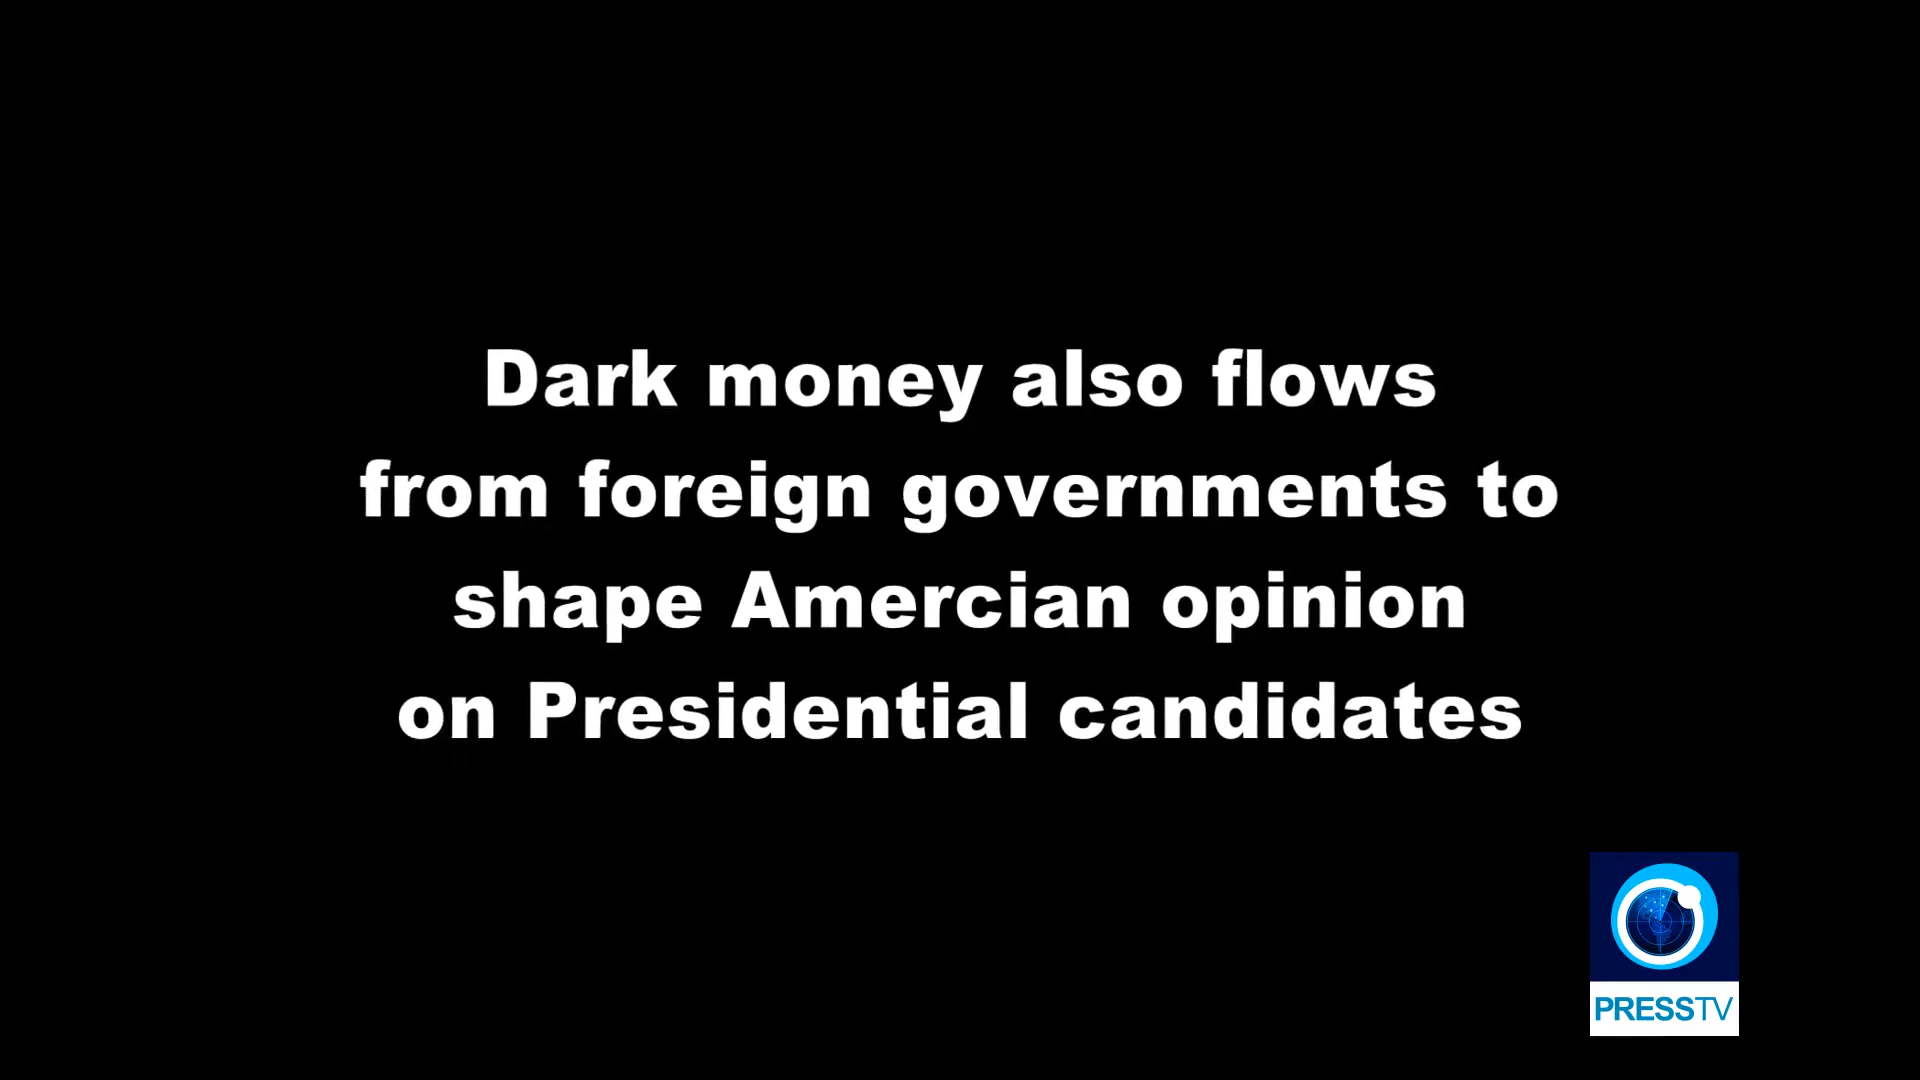 Dark money also flows
from foreign governments to
shape Amercian opinion
on Presidential candidates
PRESSTV